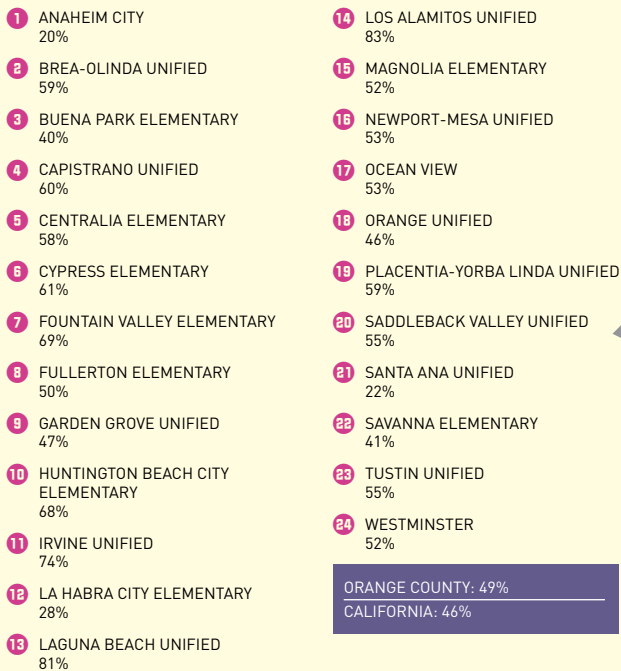 1 ANAHEIM CITY
20%
2 BREA-OLINDA UNIFIED
59%
3 BUENA PARK ELEMENTARY
40%
4 CAPISTRANO UNIFIED
60%
5 CENTRALIA ELEMENTARY
58%
6 CYPRESS ELEMENTARY
61%
7 FOUNTAIN VALLEY ELEMENTARY
69%
8 FULLERTON ELEMENTARY
50%
9 GARDEN GROVE UNIFIED
47%
10 HUNTINGTON BEACH CITY
ELEMENTARY
68%
11 IRVINE UNIFIED
74%
12 LA HABRA CITY ELEMENTARY
28%
13 LAGUNA BEACH UNIFIED
81%
14 LOS ALAMITOS UNIFIED
83%
15 MAGNOLIA ELEMENTARY
52%
16 NEWPORT-MESA UNIFIED
53%
17 OCEAN VIEW
53%
18 ORANGE UNIFIED
46%
19 PLACENTIA-YORBA LINDA UNIFIED
59%
20 SADDLEBACK VALLEY UNIFIED
55%
21 SANTA ANA UNIFIED
22%
22 SAVANNA ELEMENTARY
41%
23 TUSTIN UNIFIED
55%
24 WESTMINSTER
52%
ORANGE COUNTY: 49%
CALIFORNIA: 46%